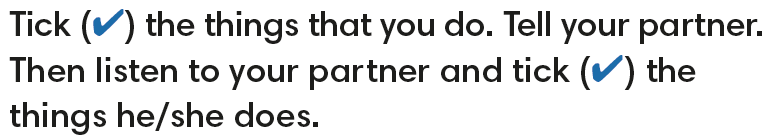 Tick (✔) the things that you do. Tell your partner.
Then listen to your partner and tick (✔) the
things he/she does.